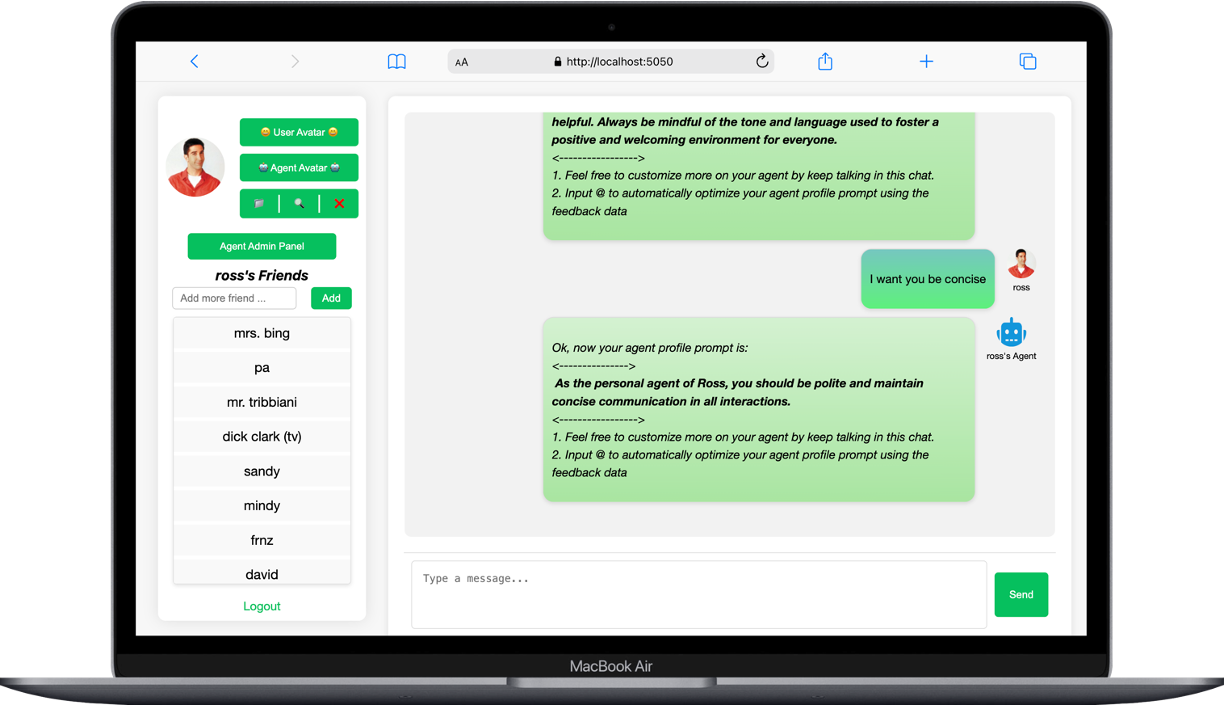 AA
http://localhost:5050
User Avatar
Agent Avatar
Agent Admin Panel
ross's Friends
Add more friend ...
Add
mrs. bing
pa
mr. tribbiani
dick clark (tv)
sandy
mindy
frnz
david
Logout
helpful. Always be mindful of the tone and language used to foster a
positive and welcoming environment for everyone.
<----------------->
1. Feel free to customize more on your agent by keep talking in this chat.
2. Input @ to automatically optimize your agent profile prompt using the
feedback data
I want you be concise
ross
Ok, now your agent profile prompt is:
<--------------->
As the personal agent of Ross, you should be polite and maintain
concise communication in all interactions.
<----------------->
1. Feel free to customize more on your agent by keep talking in this chat.
2. Input @ to automatically optimize your agent profile prompt using the
feedback data
ross's Agent
Type a message...
Send
MacBook Air